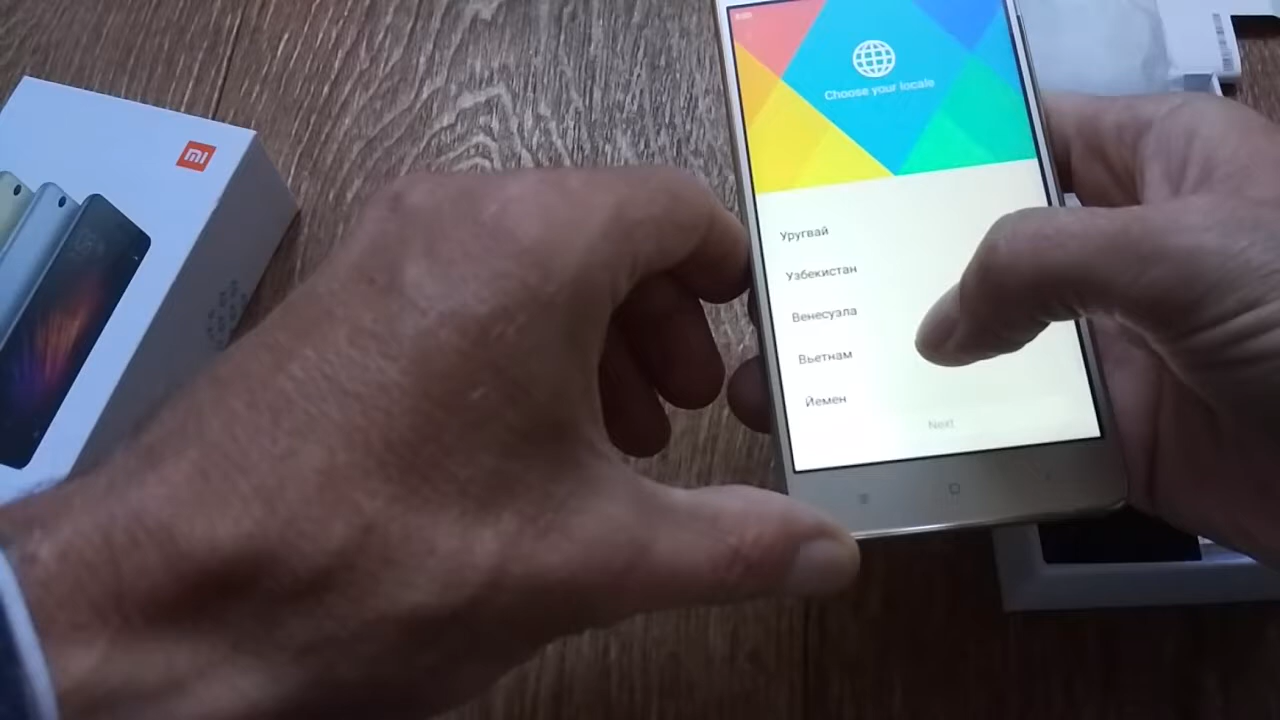 mi
Choose your locale
Уругвай
Узбекистан
Венесуэла
Вьетнам
Йемен
Next